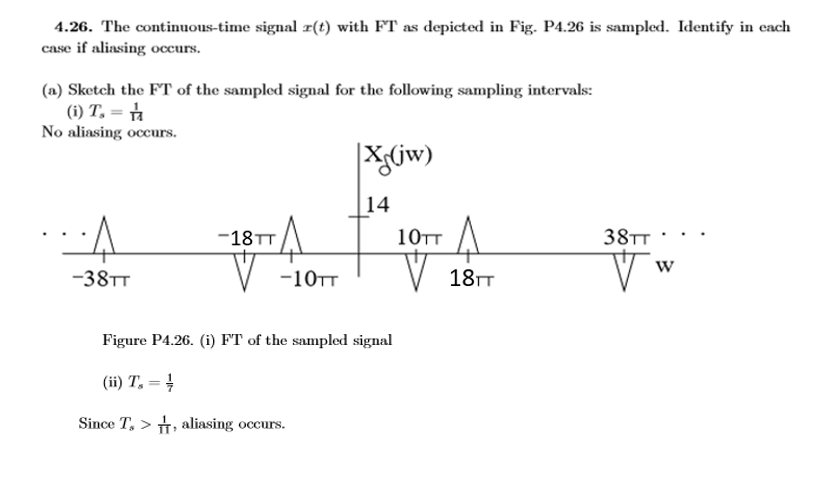 4.26. The continuous-time signal x(t) with FT as depicted in Fig. P4.26 is sampled. Identify in each
case if aliasing occurs.
(a) Sketch the FT of the sampled signal for the following sampling intervals:
(i) Tₛ = 1/14
No aliasing occurs.
Xδ(jw)
14
-18π 10π 38π
-38π -10π 18π w
Figure P4.26. (i) FT of the sampled signal
(ii) Tₛ = 1/7
Since Tₛ > 1/11, aliasing occurs.